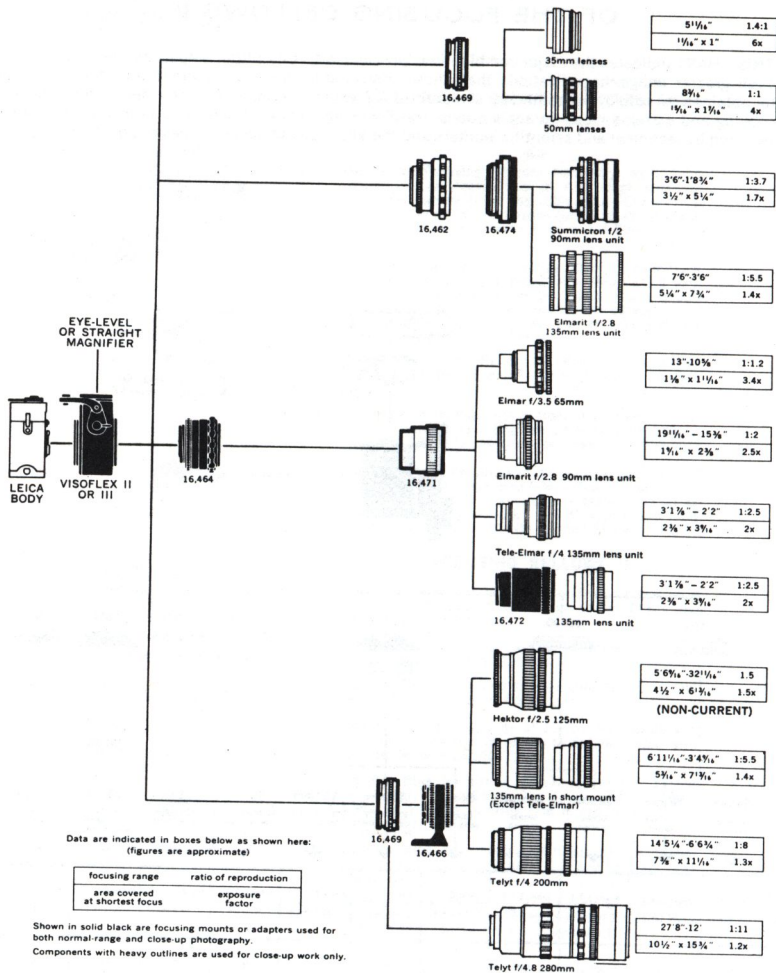 5¹¹⁄₁₆" 1.4:1
¹¹⁄₁₆" x 1" 6x
35mm lenses
16,469
8³⁄₁₆" 1:1
¹⁵⁄₁₆" x 1⁷⁄₁₆" 4x
50mm lenses
3'6"-1'8¾" 1:3.7
3½" x 5¼" 1.7x
16,462
16,474
Summicron f/2
90mm lens unit
7'6"-3'6" 1:5.5
5¼" x 7¾" 1.4x
Elmarit f/2.8
135mm lens unit
EYE-LEVEL
OR STRAIGHT
MAGNIFIER
13"-10⅝" 1:1.2
1⅛" x 1¹¹⁄₁₆" 3.4x
Elmar f/3.5 65mm
19¹¹⁄₁₆" – 15⅜" 1:2
1⁹⁄₁₆" x 2⅜" 2.5x
LEICA
BODY
VISOFLEX II
OR III
16,464
16,471
Elmarit f/2.8 90mm lens unit
3'1⅞" – 2'2" 1:2.5
2⅜" x 3⁹⁄₁₆" 2x
Tele-Elmar f/4 135mm lens unit
3'1⅞" – 2'2" 1:2.5
2⅜" x 3⁹⁄₁₆" 2x
16,472
135mm lens unit
5'6⁹⁄₁₆"-32¹¹⁄₁₆" 1.5
4½" x 6¹³⁄₁₆" 1.5x
(NON-CURRENT)
Hektor f/2.5 125mm
6'11¹⁄₁₆"-3'4⁹⁄₁₆" 1:5.5
5³⁄₁₆" x 7¹³⁄₁₆" 1.4x
135mm lens in short mount
(Except Tele-Elmar)
16,469
16,466
14'5¼"-6'6¾" 1:8
7⅞" x 11¹⁄₁₆" 1.3x
Telyt f/4 200mm
27'8"-12' 1:11
10½" x 15¾" 1.2x
Telyt f/4.8 280mm
Data are indicated in boxes below as shown here:
(figures are approximate)
focusing range ratio of reproduction
area covered exposure
at shortest focus factor
Shown in solid black are focusing mounts or adapters used for
both normal-range and close-up photography.
Components with heavy outlines are used for close-up work only.